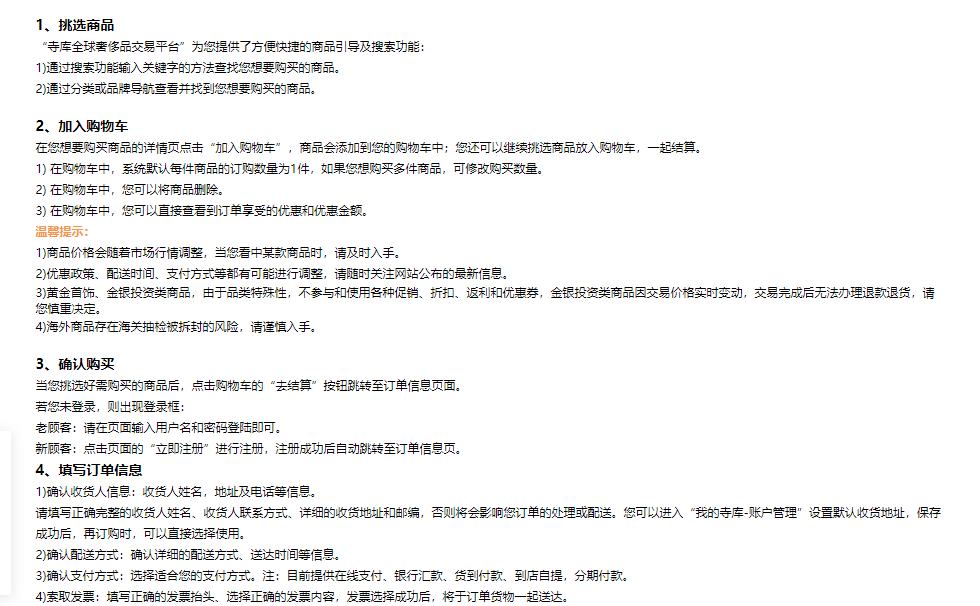 1、挑选商品
“寺库全球奢侈品交易平台”为您提供了方便快捷的商品引导及搜索功能：
1)通过搜索功能输入关键字的方法查找您想要购买的商品。
2)通过分类或品牌导航查看并找到您想要购买的商品。
2、加入购物车
在您想要购买商品的详情页点击“加入购物车”，商品会添加到您的购物车中；您还可以继续挑选商品放入购物车，一起结算。
1) 在购物车中，系统默认每件商品的订购数量为1件，如果您想购买多件商品，可修改购买数量。
2) 在购物车中，您可以将商品删除。
3) 在购物车中，您可以直接查看到订单享受的优惠和优惠金额。
温馨提示：
1)商品价格会随着市场行情调整，当您看中某款商品时，请及时入手。
2)优惠政策、配送时间、支付方式等都有可能进行调整，请随时关注网站公布的最新信息。
3)黄金首饰、金银投资类商品，由于品类特殊性，不参与和使用各种促销、折扣、返利和优惠券，金银投资类商品因交易价格实时变动，交易完成后无法办理退款退货，请
您慎重决定。
4)海外商品存在海关抽检被拆封的风险，请谨慎入手。
3、确认购买
当您挑选好需购买的商品后，点击购物车的“去结算”按钮跳转至订单信息页面。
若您未登录，则出现登录框：
老顾客：请在页面输入用户名和密码登陆即可。
新顾客：点击页面的“立即注册”进行注册，注册成功后自动跳转至订单信息页。
4、填写订单信息
1)确认收货人信息：收货人姓名，地址及电话等信息。
请填写正确完整的收货人姓名、收货人联系方式、详细的收货地址和邮编，否则将会影响您订单的处理或配送。您可以进入“我的寺库-账户管理”设置默认收货地址，保存
成功后，再订购时，可以直接选择使用。
2)确认配送方式：确认详细的配送方式、送达时间等信息。
3)确认支付方式：选择适合您的支付方式。注：目前提供在线支付、银行汇款、货到付款、到店自提，分期付款。
4)索取发票：填写正确的发票抬头、选择正确的发票内容，发票选择成功后，将于订单货物一起送达。